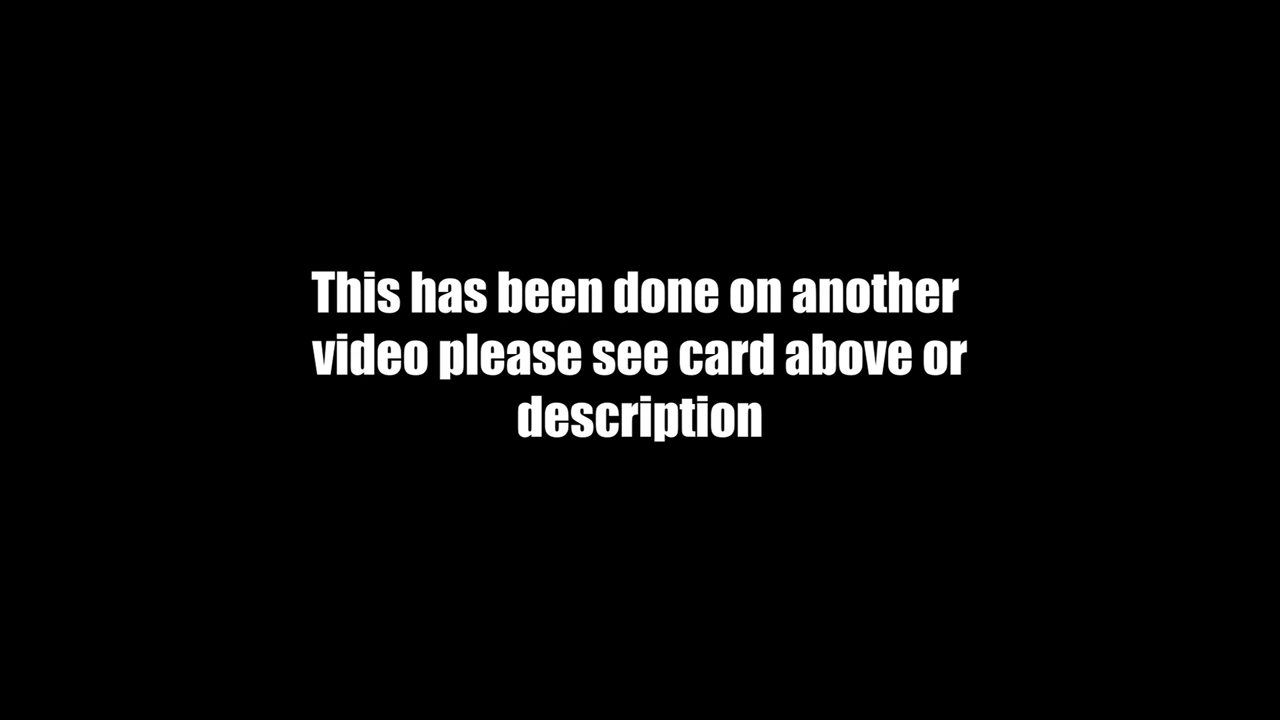 This has been done on another
video please see card above or
description